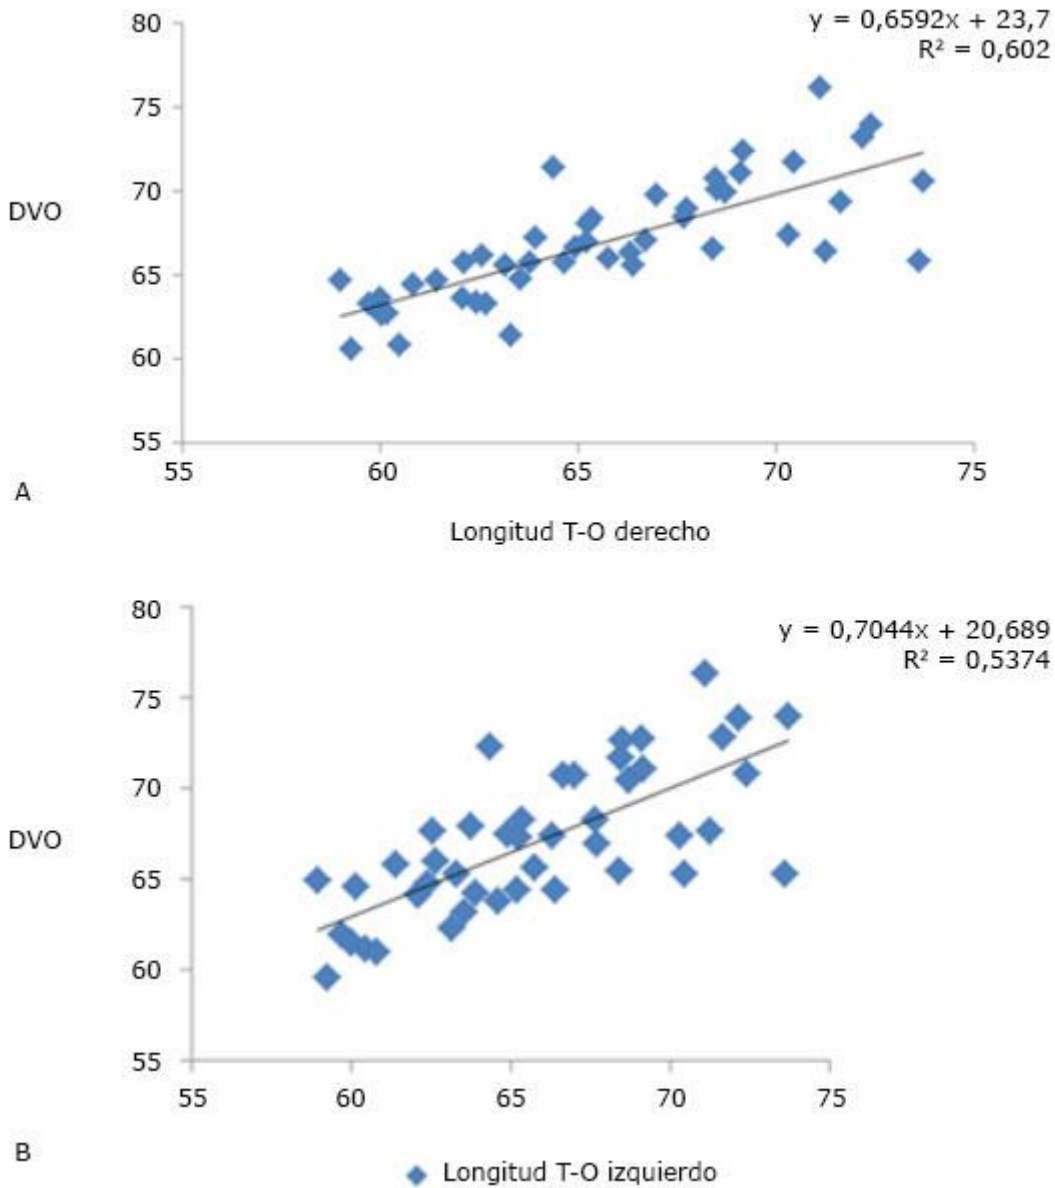 y = 0,6592x + 23,7
R² = 0,602
80
75
70
DVO
65
60
55
55 60 65 70 75
A
Longitud T-O derecho
80
y = 0,7044x + 20,689
R² = 0,5374
75
70
DVO
65
60
55
55 60 65 70 75
B
Longitud T-O izquierdo